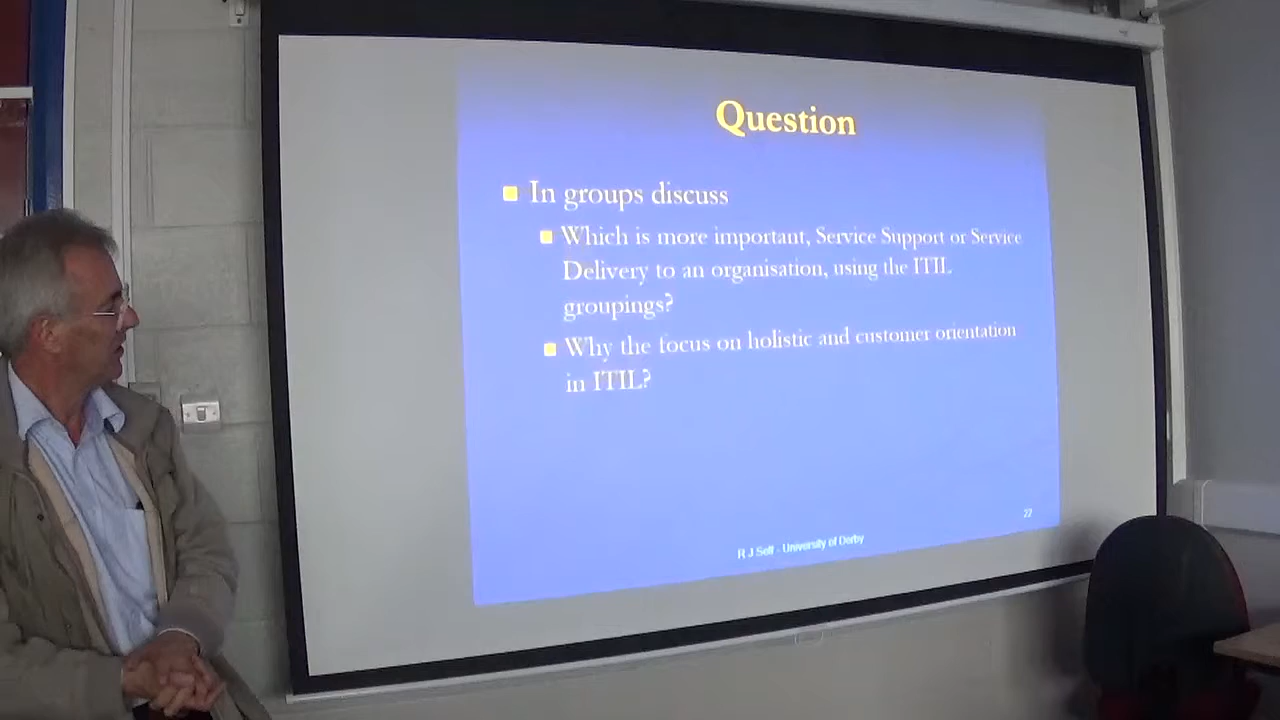 Question
In groups discuss
Which is more important, Service Support or Service
Delivery to an organisation, using the ITIL
groupings?
Why the focus on holistic and customer orientation
in ITIL?
22
R J Self - University of Derby